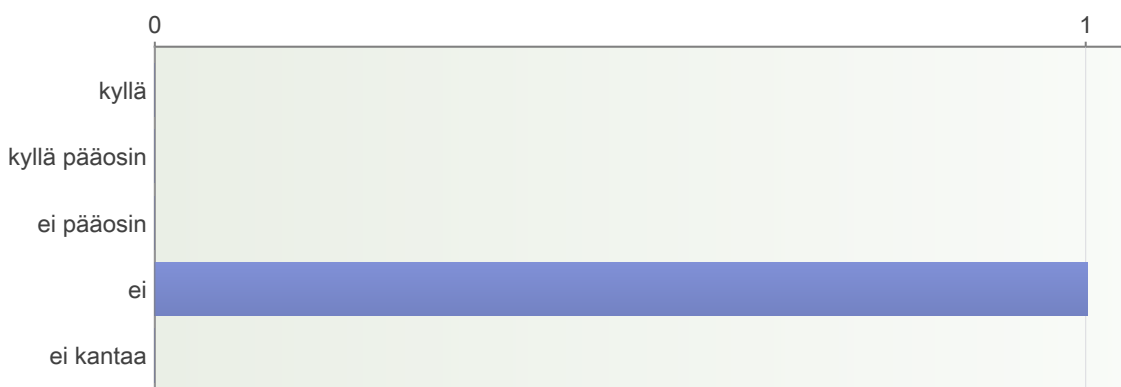 0 1
kyllä
kyllä pääosin
ei pääosin
ei
ei kantaa